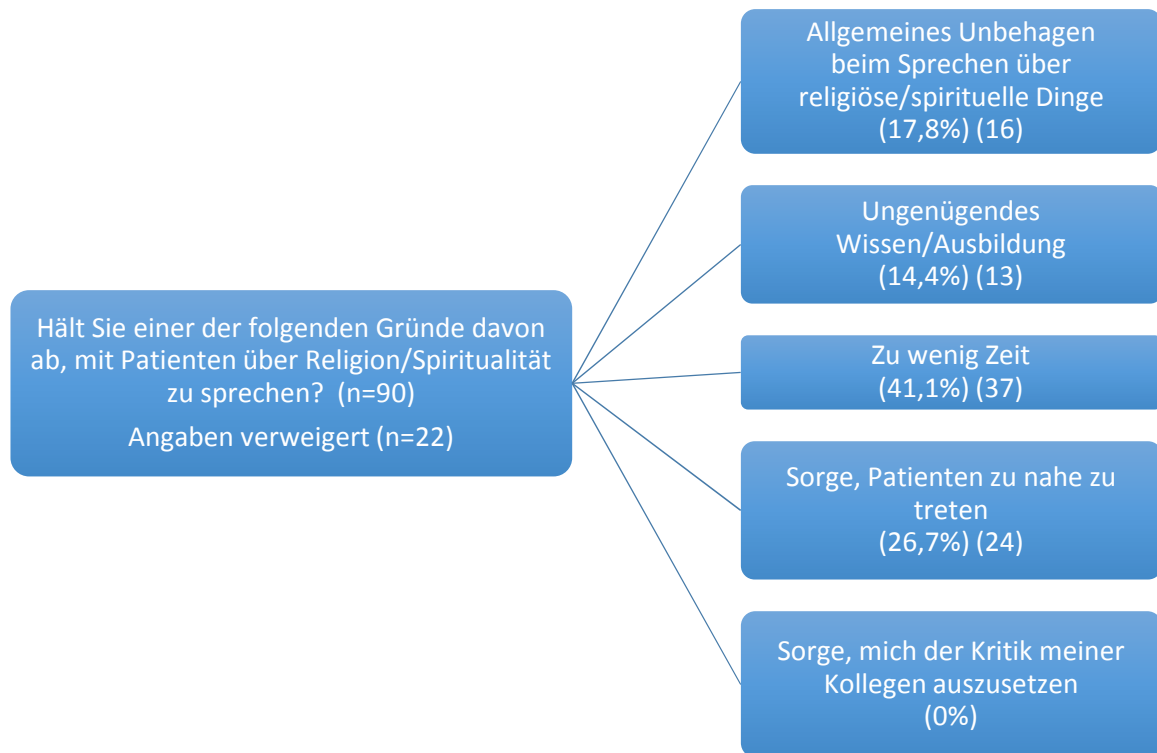 Allgemeines Unbehagen
beim Sprechen über
religiöse/spirituelle Dinge
(17,8%) (16)
Ungenügendes
Wissen/Ausbildung
(14,4%) (13)
Hält Sie einer der folgenden Gründe davon
ab, mit Patienten über Religion/Spiritualität
zu sprechen? (n=90)
Angaben verweigert (n=22)
Zu wenig Zeit
(41,1%) (37)
Sorge, Patienten zu nahe zu
treten
(26,7%) (24)
Sorge, mich der Kritik meiner
Kollegen auszusetzen
(0%)